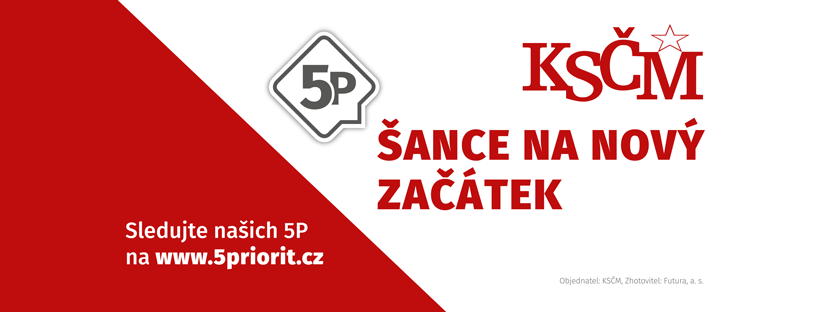 5P
KSČM
ŠANCE NA NOVÝ
ZAČÁTEK
Sledujte našich 5P
na www.5priorit.cz
Objednatel: KSČM, Zhotovitel: Futura, a. s.